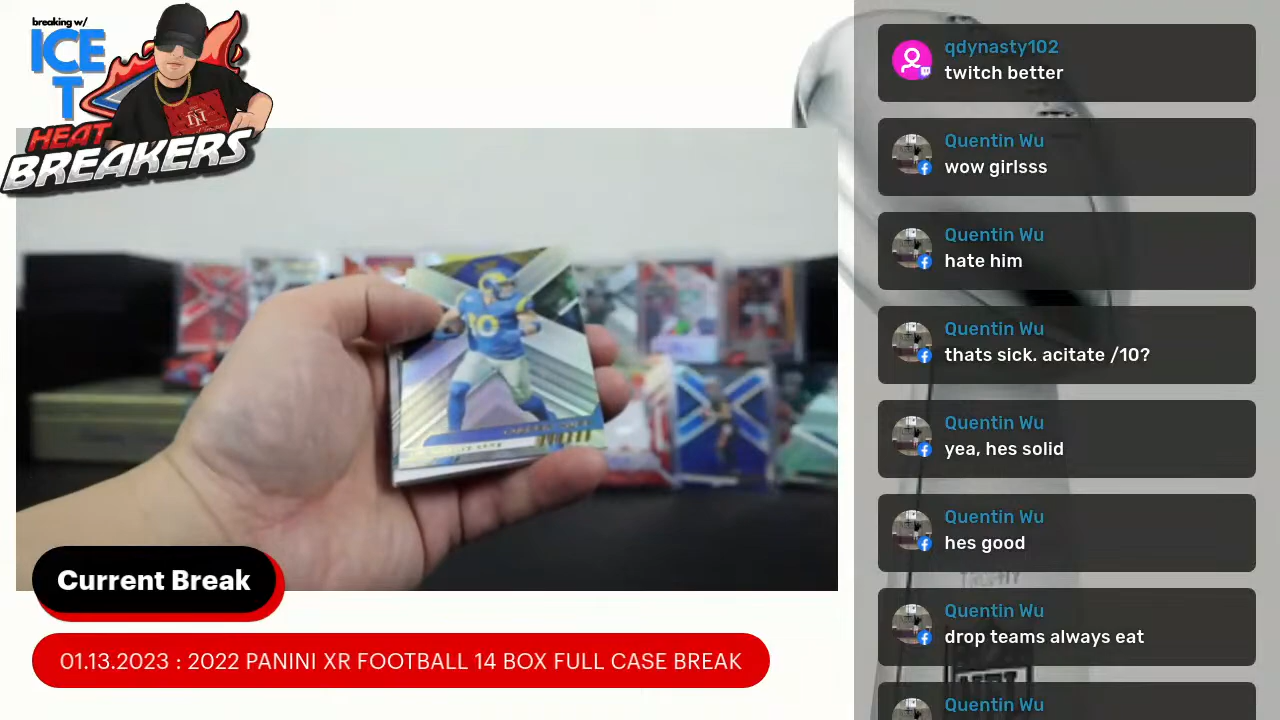 breaking w/
ICE
T
HEAT
BREAKERS
10
Current Break
01.13.2023 : 2022 PANINI XR FOOTBALL 14 BOX FULL CASE BREAK
qdynasty102
twitch better
Quentin Wu
wow girlsss
Quentin Wu
hate him
Quentin Wu
thats sick. acitate /10?
Quentin Wu
yea, hes solid
Quentin Wu
hes good
Quentin Wu
drop teams always eat
Quentin Wu